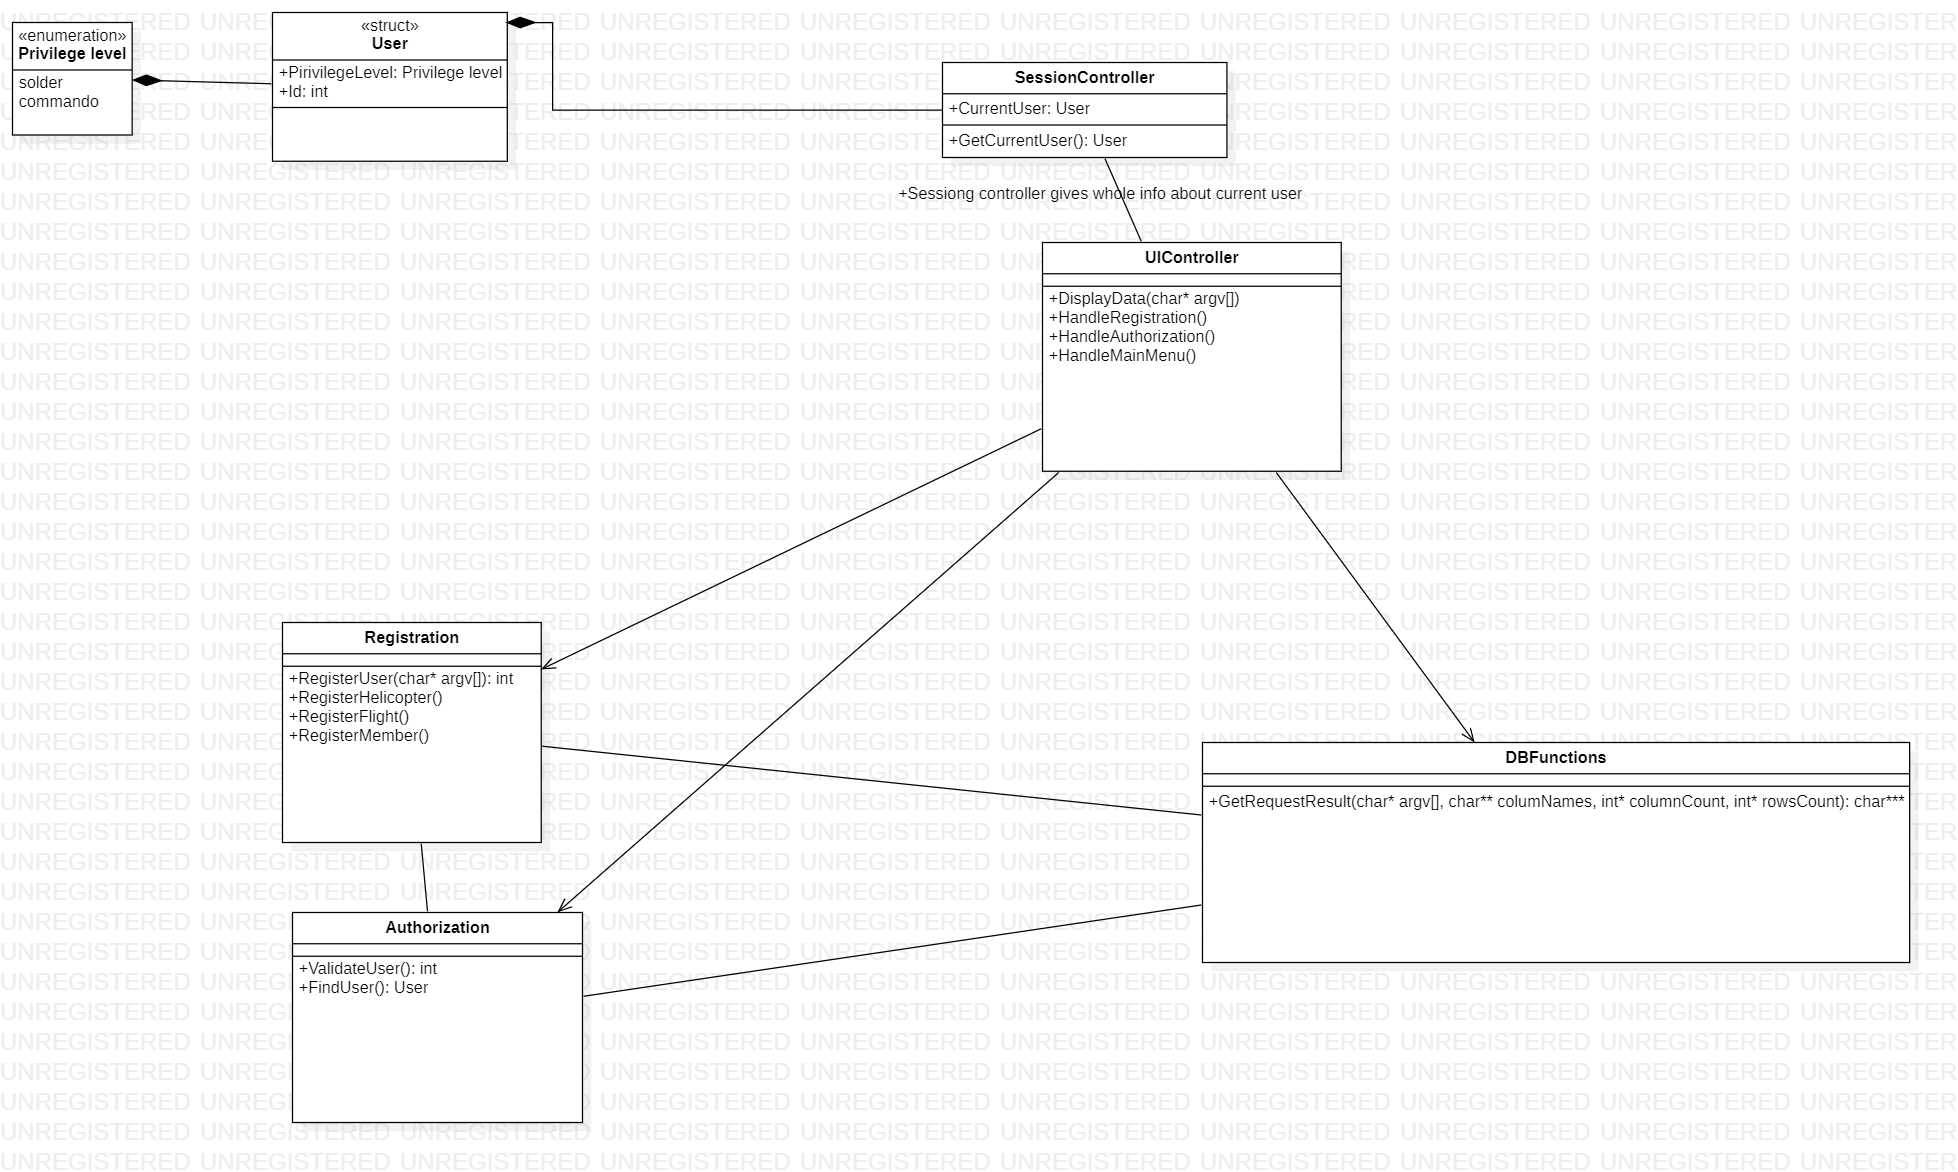 «enumeration»
Privilege level
solder
commando
«struct»
User
+PirivilegeLevel: Privilege level
+Id: int
SessionController
+CurrentUser: User
+GetCurrentUser(): User
+Sessiong controller gives whole info about current user
UIController
+DisplayData(char* argv[])
+HandleRegistration()
+HandleAuthorization()
+HandleMainMenu()
Registration
+RegisterUser(char* argv[]): int
+RegisterHelicopter()
+RegisterFlight()
+RegisterMember()
DBFunctions
+GetRequestResult(char* argv[], char** columNames, int* columnCount, int* rowsCount): char***
Authorization
+ValidateUser(): int
+FindUser(): User
UNREGISTERED